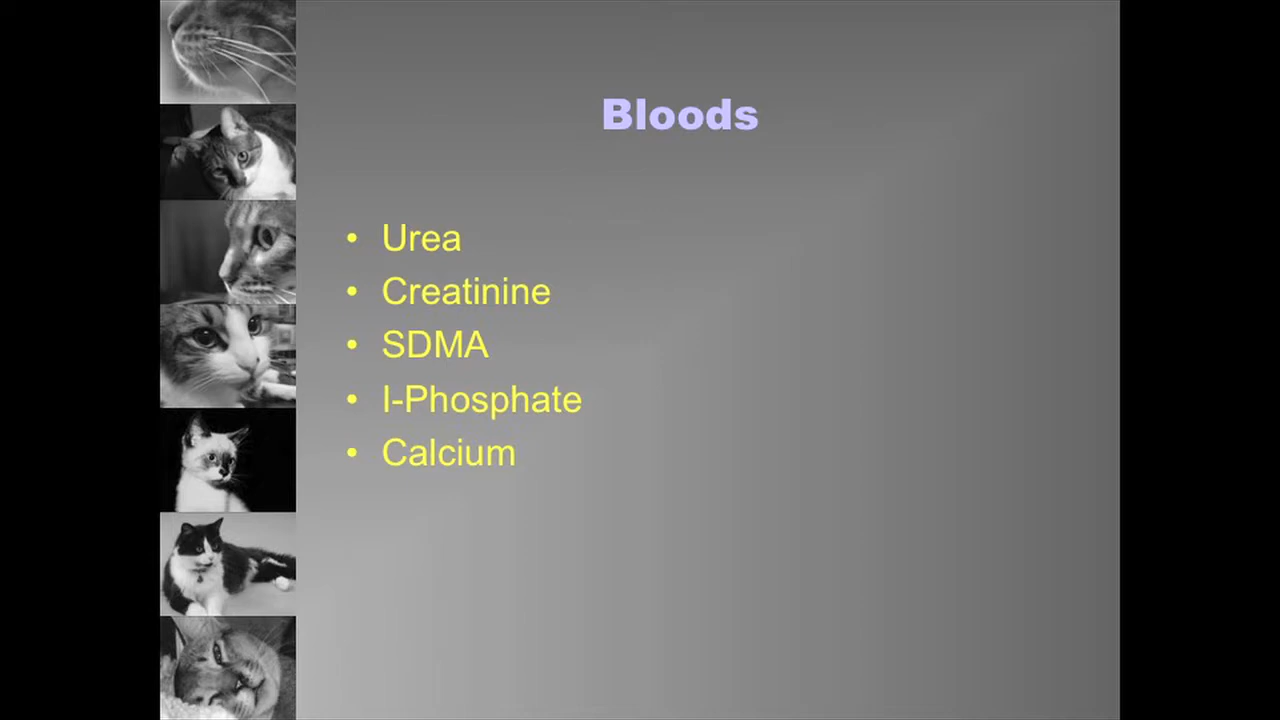 Bloods
• Urea
• Creatinine
• SDMA
• I-Phosphate
• Calcium